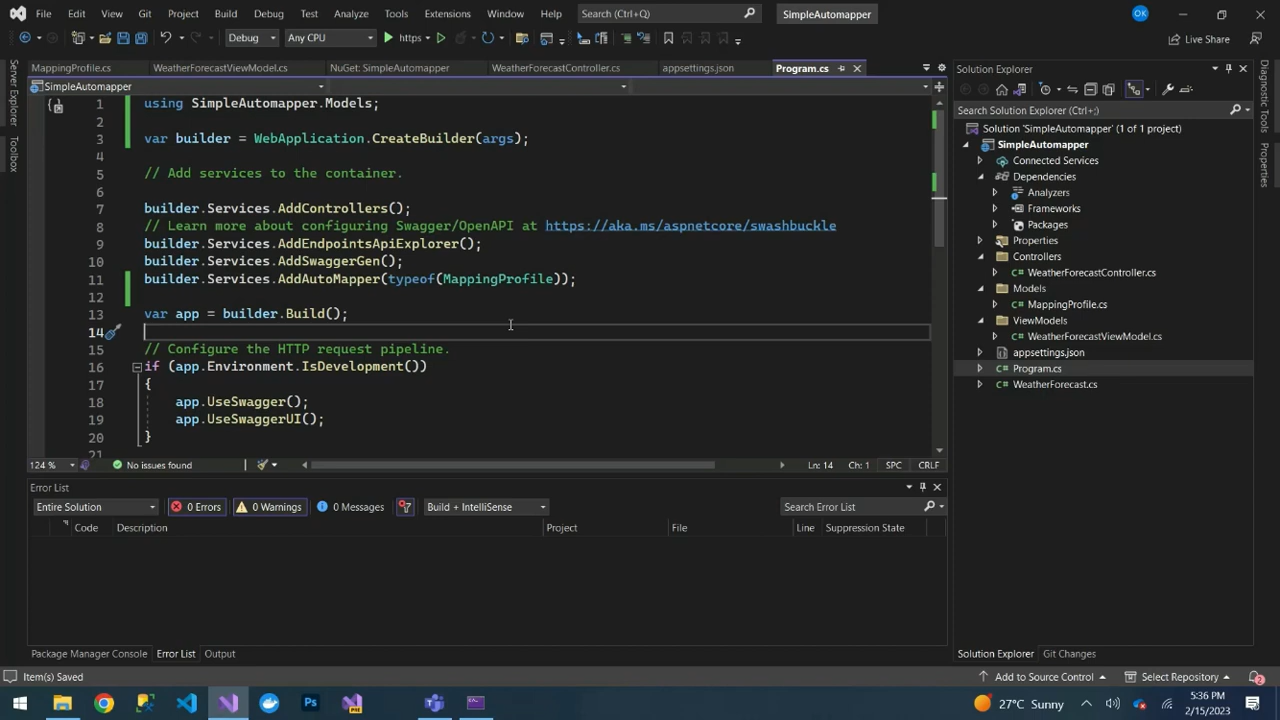 File Edit View Git Project Build Debug Test Analyze Tools Extensions Window Help Search (Ctrl+Q) SimpleAutomapper OK
Debug Any CPU https Live Share
Server Explorer
Toolbox
MappingProfile.cs WeatherForecastViewModel.cs NuGet: SimpleAutomapper WeatherForecastController.cs appsettings.json Program.cs
SimpleAutomapper
1 using SimpleAutomapper.Models;
2
3 var builder = WebApplication.CreateBuilder(args);
4
5 // Add services to the container.
6
7 builder.Services.AddControllers();
8 // Learn more about configuring Swagger/OpenAPI at https://aka.ms/aspnetcore/swashbuckle
9 builder.Services.AddEndpointsApiExplorer();
10 builder.Services.AddSwaggerGen();
11 builder.Services.AddAutoMapper(typeof(MappingProfile));
12
13 var app = builder.Build();
14
15 // Configure the HTTP request pipeline.
16 if (app.Environment.IsDevelopment())
17 {
18 app.UseSwagger();
19 app.UseSwaggerUI();
20 }
21
124 % No issues found Ln: 14 Ch: 1 SPC CRLF
Error List
Entire Solution 0 Errors 0 Warnings 0 Messages Build + IntelliSense Search Error List
Code Description Project File Line Suppression State
Package Manager Console Error List Output
Solution Explorer
Search Solution Explorer (Ctrl+;)
Solution 'SimpleAutomapper' (1 of 1 project)
SimpleAutomapper
Connected Services
Dependencies
Analyzers
Frameworks
Packages
Properties
Controllers
WeatherForecastController.cs
Models
MappingProfile.cs
ViewModels
WeatherForecastViewModel.cs
appsettings.json
Program.cs
WeatherForecast.cs
Solution Explorer Git Changes
Diagnostic Tools
Properties
Item(s) Saved Add to Source Control Select Repository 2
Ps 27°C Sunny 5:36 PM
2/15/2023